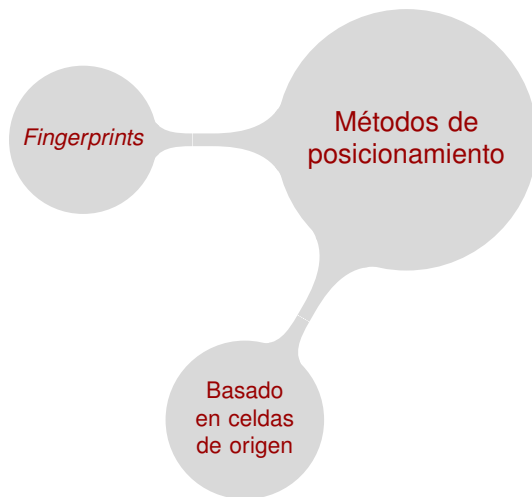 Métodos de
posicionamiento
Fingerprints
Basado
en celdas
de origen